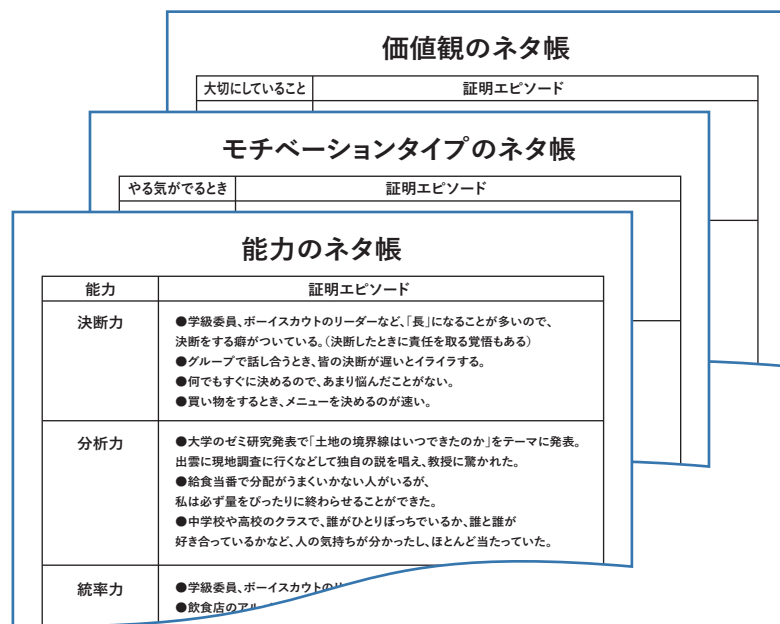 価値観のネタ帳
大切にしていること 証明エピソード
モチベーションタイプのネタ帳
やる気がでるとき 証明エピソード
能力のネタ帳
能力 証明エピソード
決断力 ●学級委員、ボーイスカウトのリーダーなど、「長」になることが多いので、
決断をする癖がついている。(決断したときに責任を取る覚悟もある)
●グループで話し合うとき、皆の決断が遅いとイライラする。
●何でもすぐに決めるので、あまり悩んだことがない。
●買い物をするとき、メニューを決めるのが速い。
分析力 ●大学のゼミ研究発表で「土地の境界線はいつできたのか」をテーマに発表。
出雲に現地調査に行くなどして独自の説を唱え、教授に驚かれた。
●給食当番で分配がうまくいかない人がいるが、
私は必ず量をぴったりに終わらせることができた。
●中学校や高校のクラスで、誰がひとりぼっちでいるか、誰と誰が
好き合っているかなど、人の気持ちが分かったし、ほとんど当たっていた。
統率力 ●学級委員、ボーイスカウトの
●飲食店のア